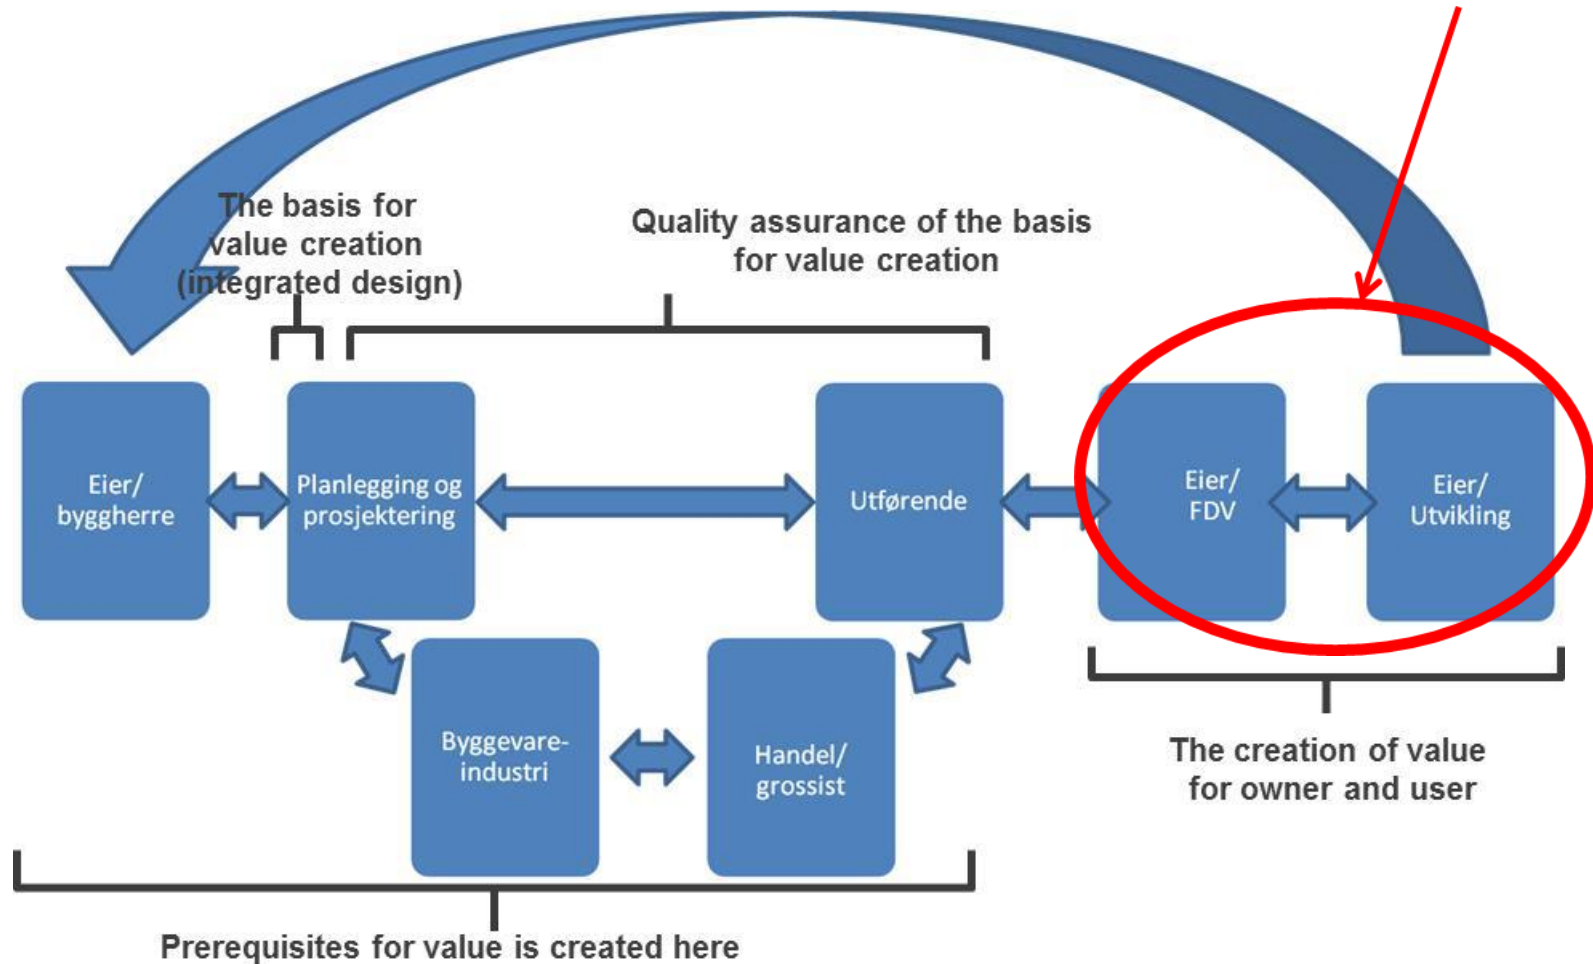 The basis for
value creation
(integrated design)
Quality assurance of the basis
for value creation
Eier/
byggherre
Planlegging og
prosjektering
Utførende
Eier/
FDV
Eier/
Utvikling
Byggevare-
industri
Handel/
grossist
The creation of value
for owner and user
Prerequisites for value is created here